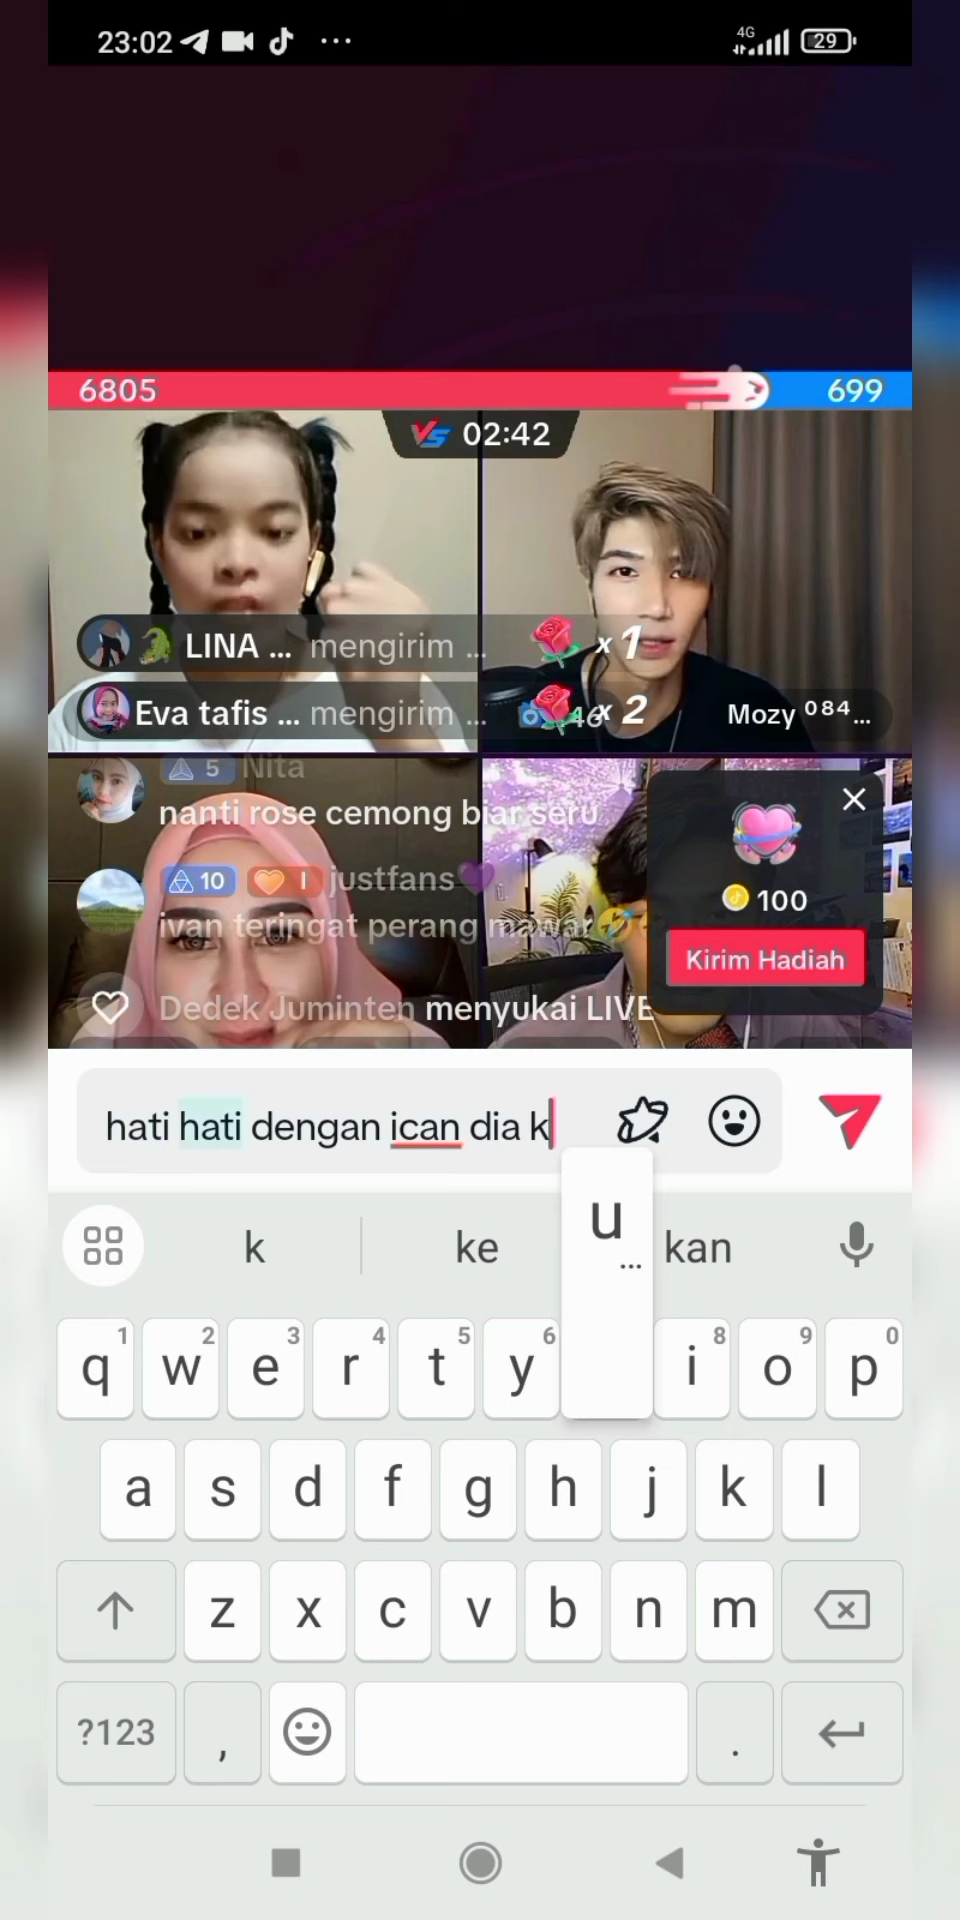 23:02
4G
29
6805
699
VS 02:42
LINA ... mengirim ...
x 1
Eva tafis ... mengirim ...
x 2
Mozy ⁰⁸⁴...
5 Nita
nanti rose cemong biar seru
10 I justfans
ivan teringat perang mawar
Dedek Juminten menyukai LIVE
100
Kirim Hadiah
hati hati dengan ican dia k
k
ke
kan
u
...
1 2 3 4 5 6 8 9 0
q w e r t y i o p
a s d f g h j k l
z x c v b n m
?123 , .